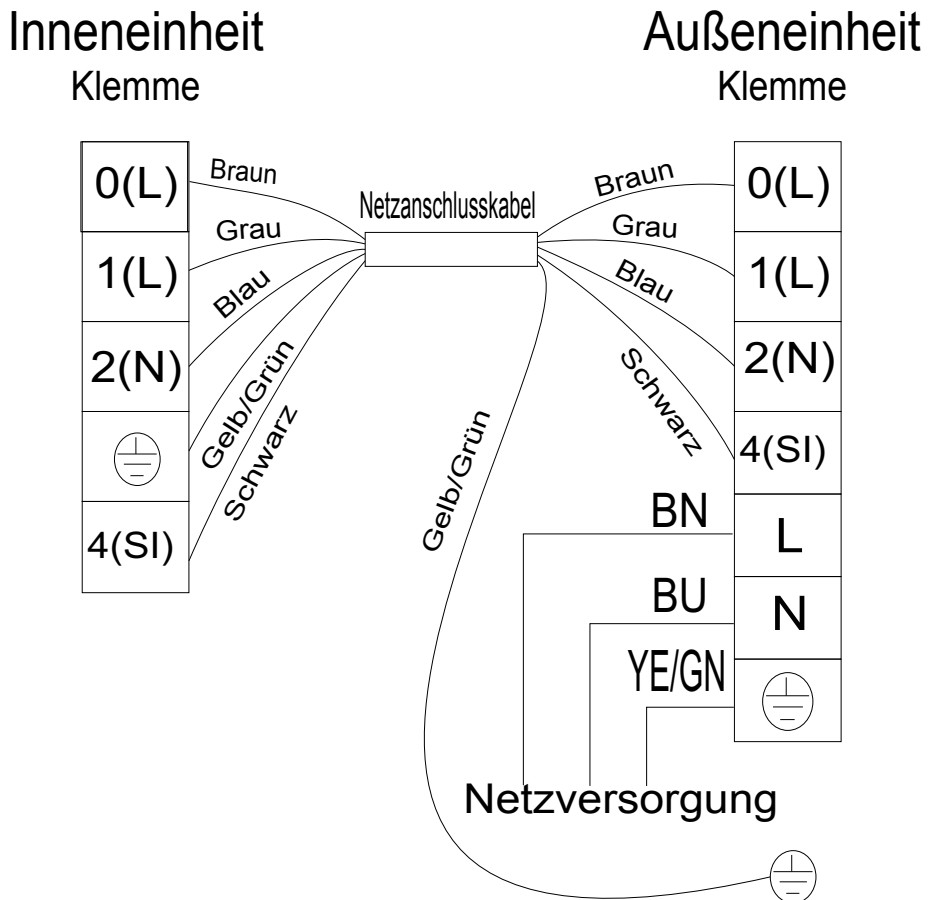 Inneneinheit
Klemme
Außeneinheit
Klemme
0(L)
1(L)
2(N)
4(SI)
Braun
Grau
Blau
Gelb/Grün
Schwarz
Netzanschlusskabel
Braun
Grau
Blau
Schwarz
Gelb/Grün
0(L)
1(L)
2(N)
4(SI)
L
N
BN
BU
YE/GN
Netzversorgung